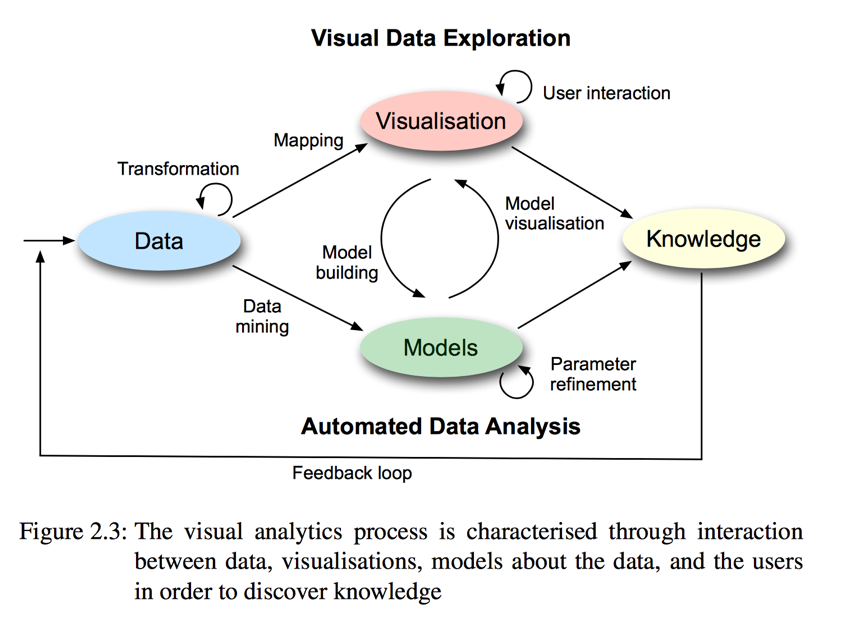 Visual Data Exploration
User interaction
Visualisation
Mapping
Transformation
Model
visualisation
Data
Knowledge
Model
building
Data
mining
Models
Parameter
refinement
Automated Data Analysis
Feedback loop
Figure 2.3: The visual analytics process is characterised through interaction
between data, visualisations, models about the data, and the users
in order to discover knowledge